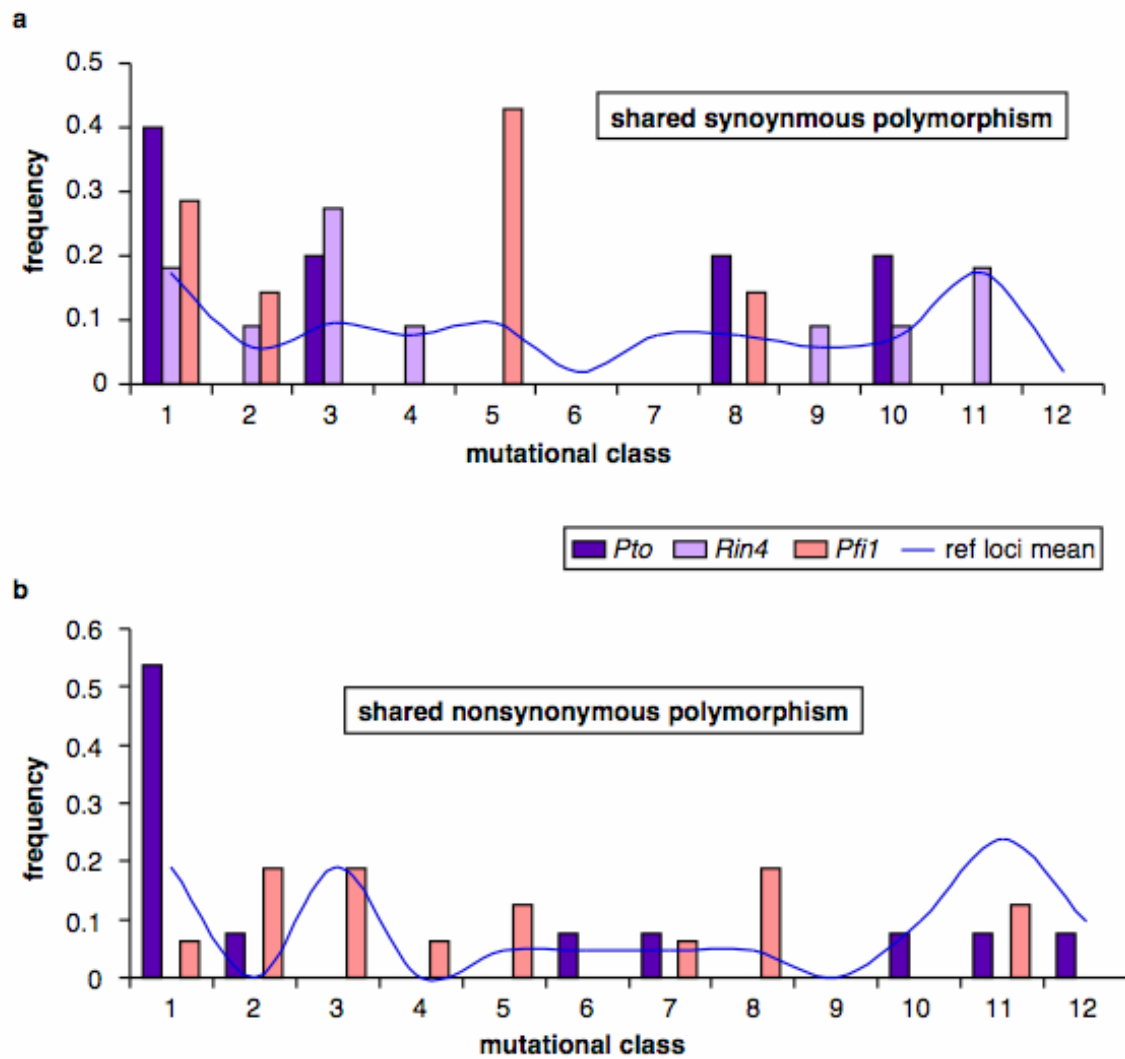 a
0.5
0.4
0.3
0.2
0.1
0
frequency
shared synoynmous polymorphism
1 2 3 4 5 6 7 8 9 10 11 12
mutational class
Pto Rin4 Pfi1 ref loci mean
b
0.6
0.5
0.4
0.3
0.2
0.1
0
frequency
shared nonsynonymous polymorphism
1 2 3 4 5 6 7 8 9 10 11 12
mutational class